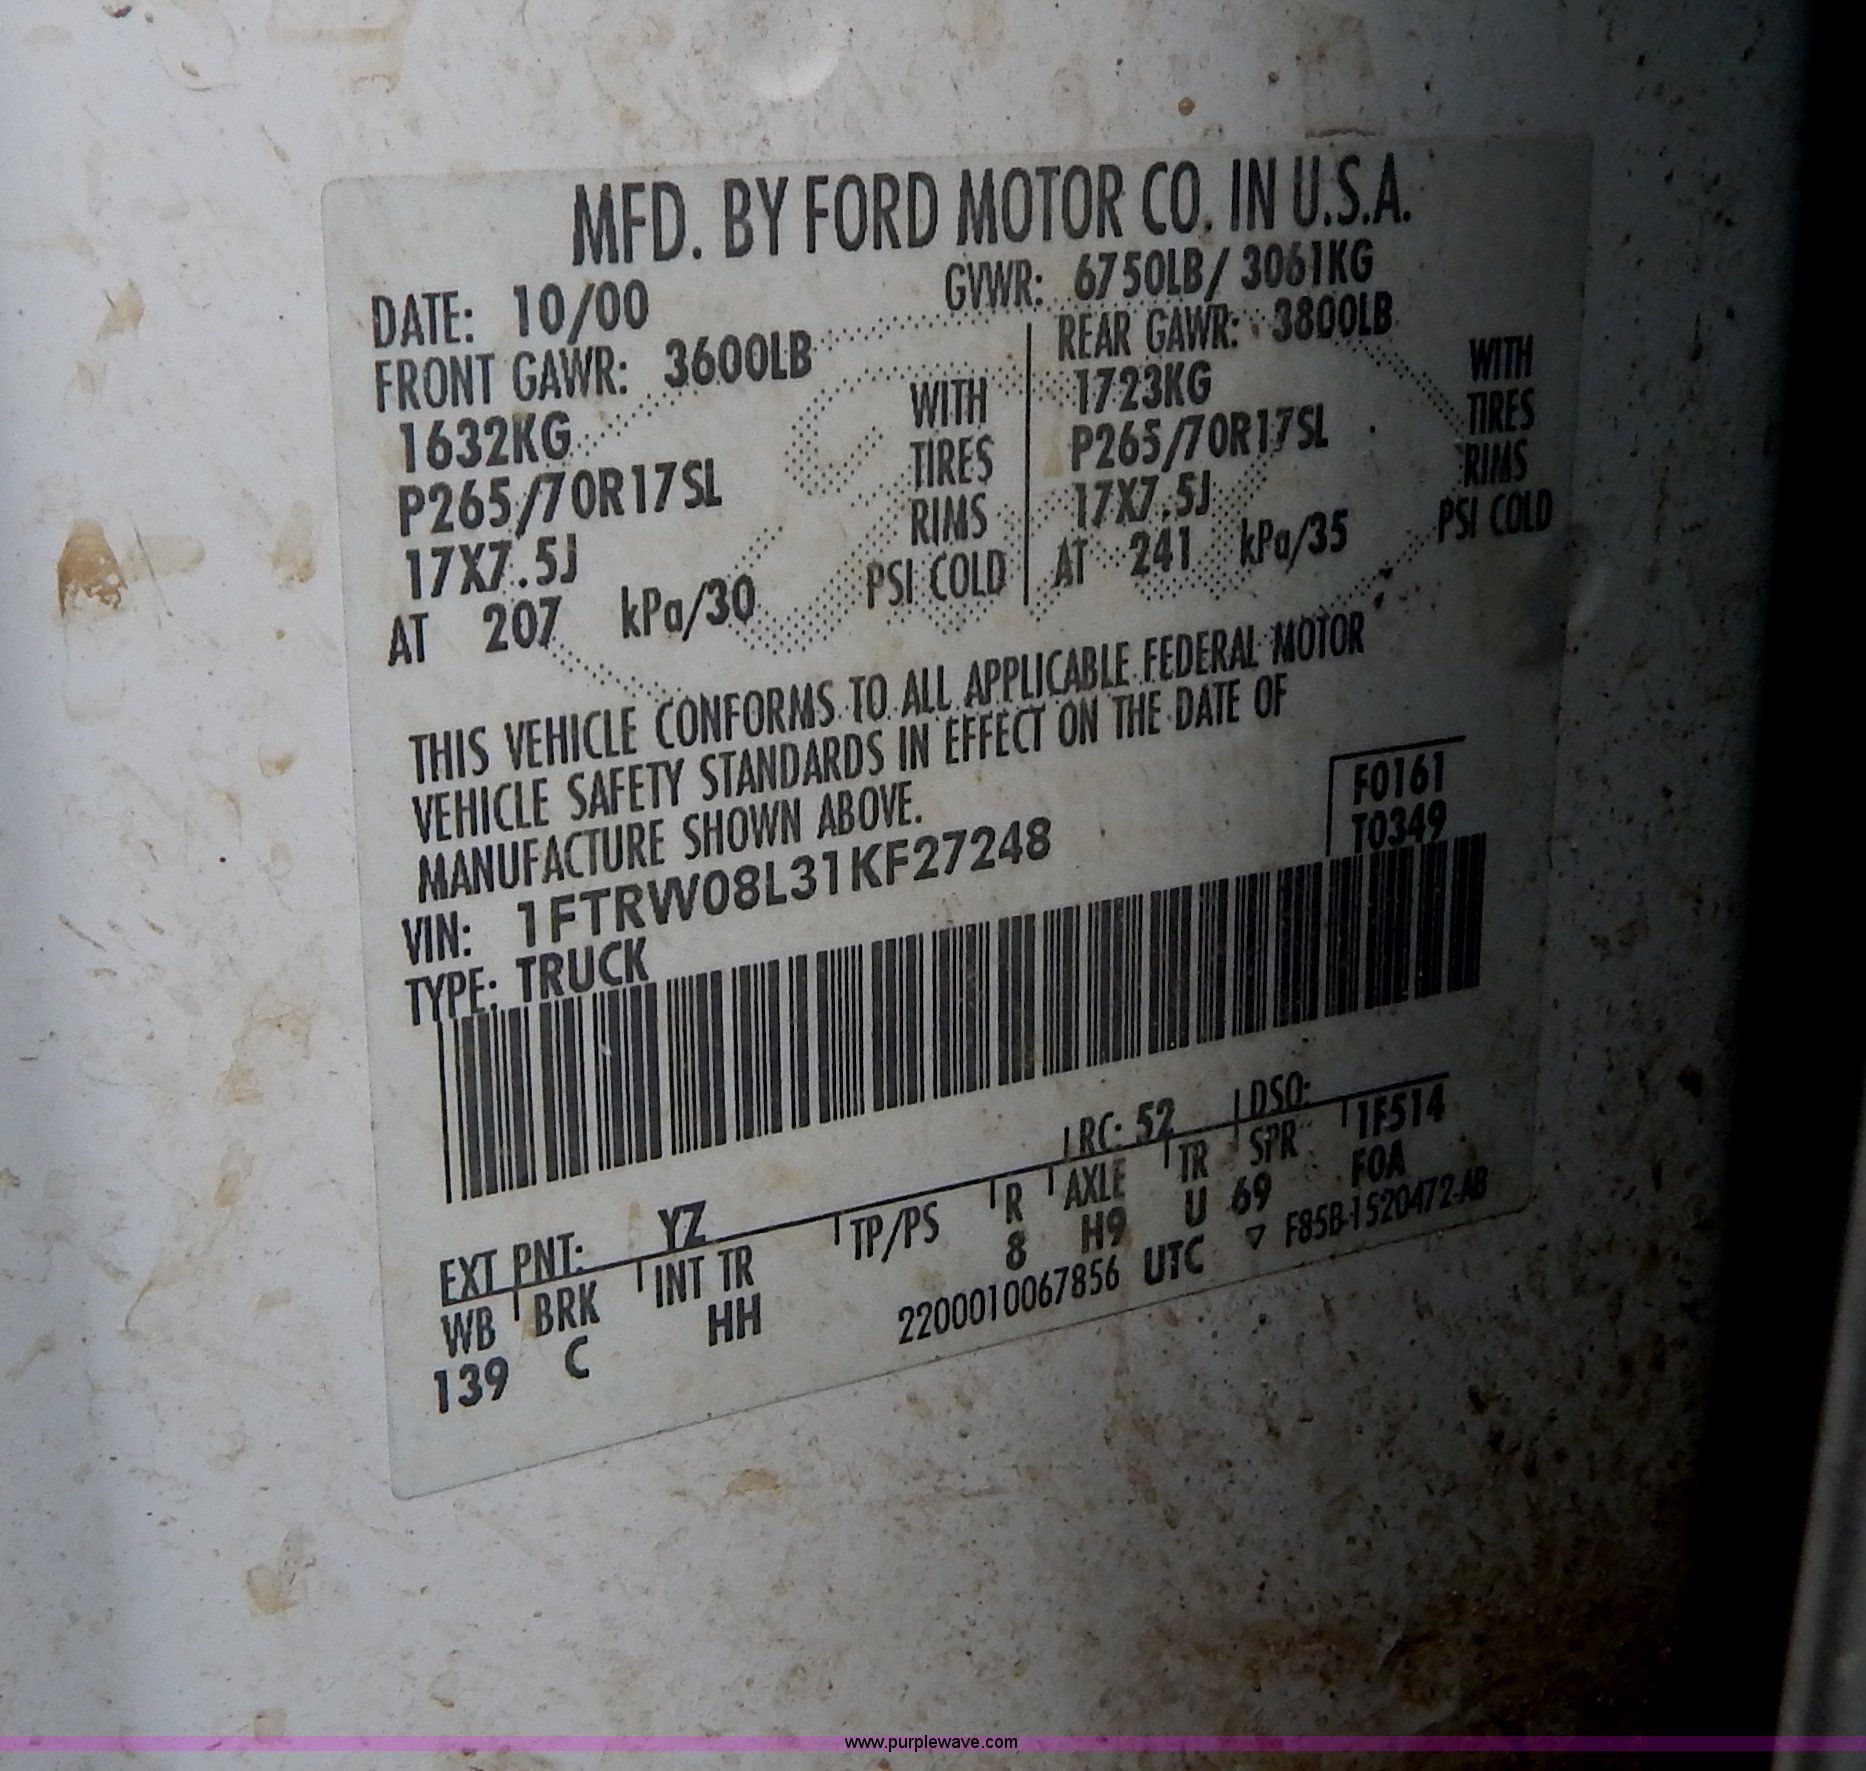 MFD. BY FORD MOTOR CO. IN U.S.A.
DATE: 10/00 GVWR: 6750LB/ 3061KG
FRONT GAWR: 3600LB REAR GAWR: 3800LB
1632KG WITH 1723KG WITH
P265/70R17SL TIRES P265/70R17SL TIRES
17X7.5J RIMS 17X7.5J RIMS
AT 207 kPa/30 PSI COLD AT 241 kPa/35 PSI COLD
THIS VEHICLE CONFORMS TO ALL APPLICABLE FEDERAL MOTOR
VEHICLE SAFETY STANDARDS IN EFFECT ON THE DATE OF
MANUFACTURE SHOWN ABOVE.
F0161
T0349
VIN: 1FTRW08L31KF27248
TYPE: TRUCK
EXT PNT: YZ RC: 52 DSO:
WB BRK INT TR TP/PS R AXLE TR SPR 1F514
139 C HH 8 H9 U 69 FOA
2200010067856 UTC ▽ F85B-1520472-AB
www.purplewave.com